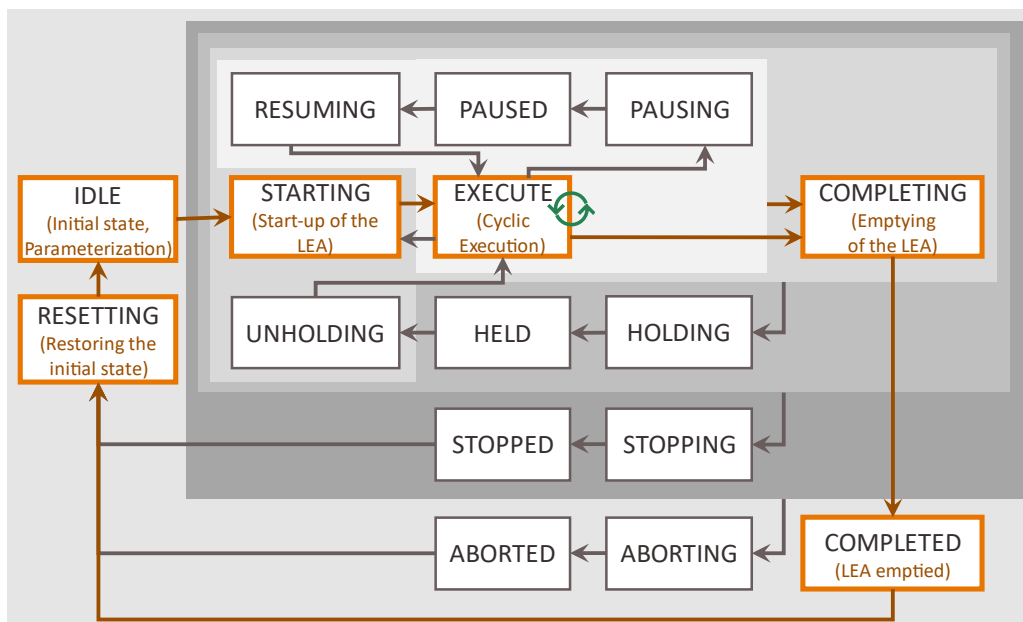 RESUMING
PAUSED
PAUSING
IDLE
(Initial state,
Parameterization)
STARTING
(Start-up of the
LEA)
EXECUTE
(Cyclic
Execution)
COMPLETING
(Emptying
of the LEA)
RESETTING
(Restoring the
initial state)
UNHOLDING
HELD
HOLDING
STOPPED
STOPPING
ABORTED
ABORTING
COMPLETED
(LEA emptied)